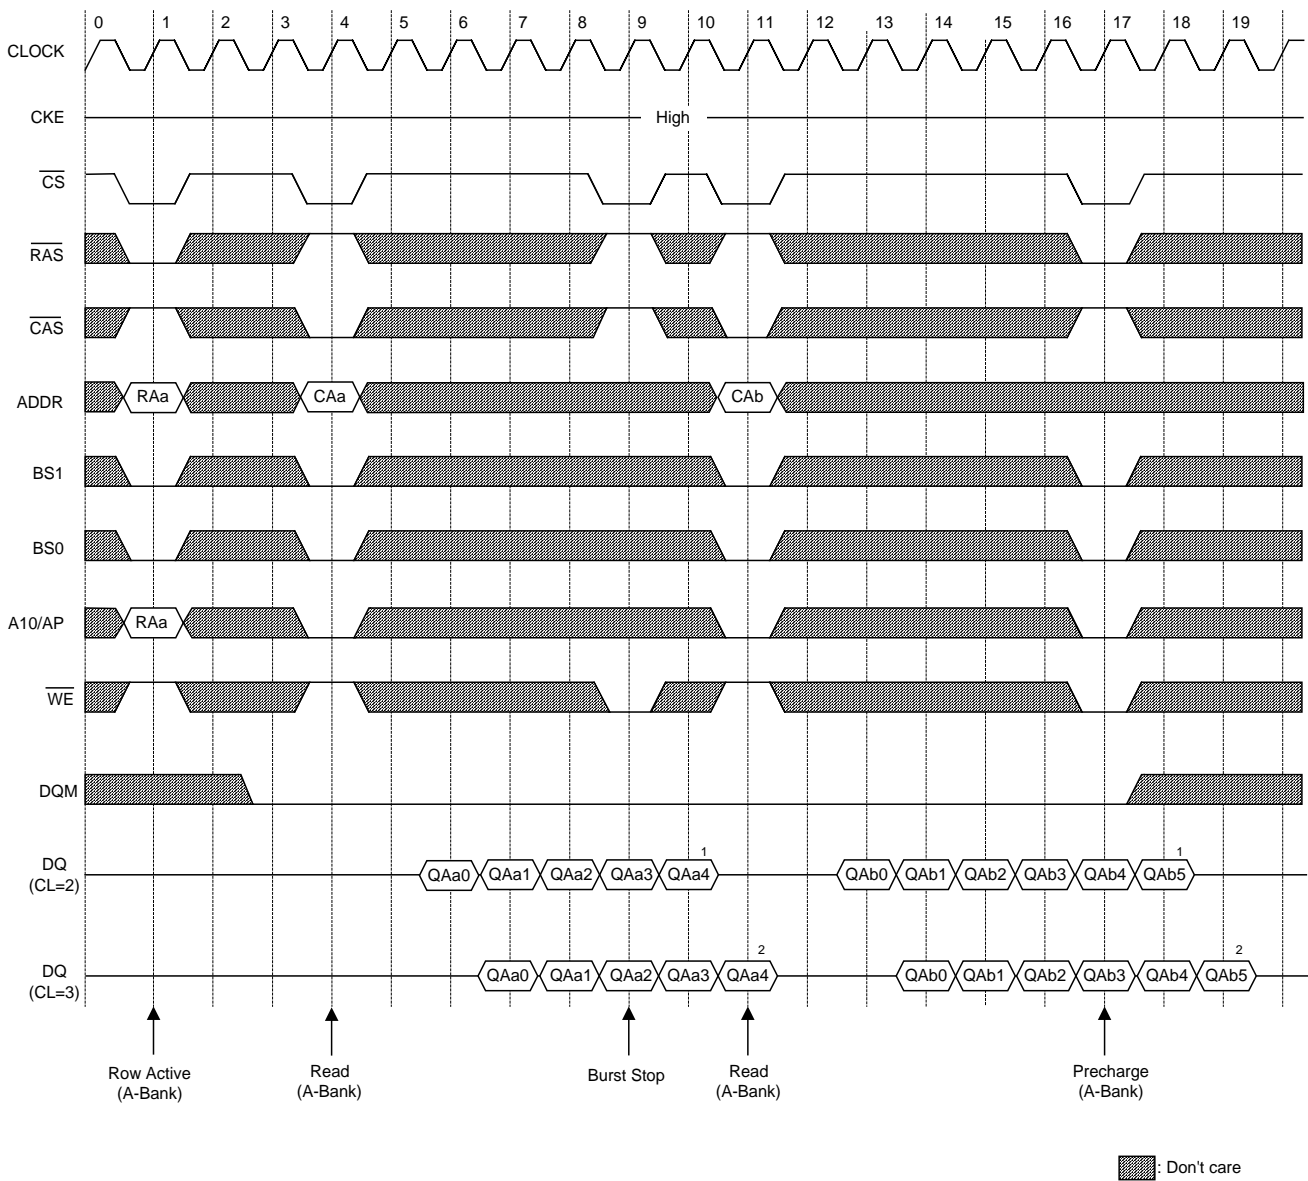 0 1 2 3 4 5 6 7 8 9 10 11 12 13 14 15 16 17 18 19
CLOCK
CKE High
CS
RAS
CAS
ADDR RAa CAa CAb
BS1
BS0
A10/AP RAa
WE
DQM
1 1
DQ
(CL=2)
QAa0 QAa1 QAa2 QAa3 QAa4 QAb0 QAb1 QAb2 QAb3 QAb4 QAb5
2 2
DQ
(CL=3)
QAa0 QAa1 QAa2 QAa3 QAa4 QAb0 QAb1 QAb2 QAb3 QAb4 QAb5
Row Active
(A-Bank)
Read
(A-Bank)
Burst Stop
Read
(A-Bank)
Precharge
(A-Bank)
: Don't care